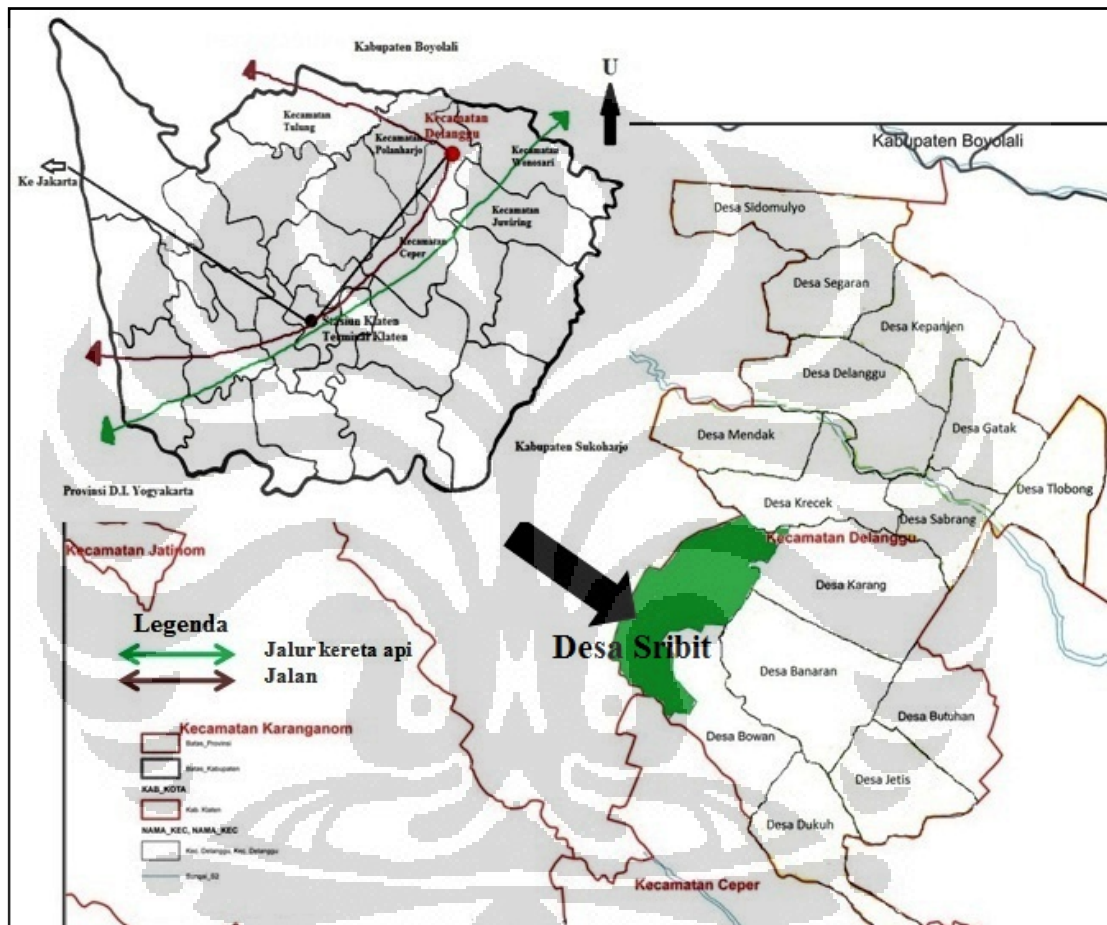 Kabupaten Boyolali
U
Kecamatan
Tulung
Kecamatan
Delanggu
Kecamatan
Polanharjo
Kecamatan
Wonosari
Ke Jakarta
Kecamatan
Juwiring
Kecamatan
Ceper
Stasiun Klaten
Terminal Klaten
Kabupaten Sukoharjo
Provinsi D.I. Yogyakarta
Kabupaten Boyolali
Desa Sidomulyo
Desa Segaran
Desa Kepanjen
Desa Delanggu
Desa Mendak
Desa Gatak
Desa Tlobong
Desa Krecek
Desa Sabrang
Kecamatan Delanggu
Desa Karang
Desa Sribit
Desa Banaran
Desa Butuhan
Desa Bowan
Desa Jetis
Desa Dukuh
Kecamatan Ceper
Kecamatan Jatinom
Legenda
Jalur kereta api
Jalan
Kecamatan Karanganom
Batas_Provinsi
Batas_Kabupaten
KAB_KOTA
Kab. Klaten
NAMA_KEC, NAMA_KEC
Kec. Delanggu, Kec. Delanggu
Sungai_B2